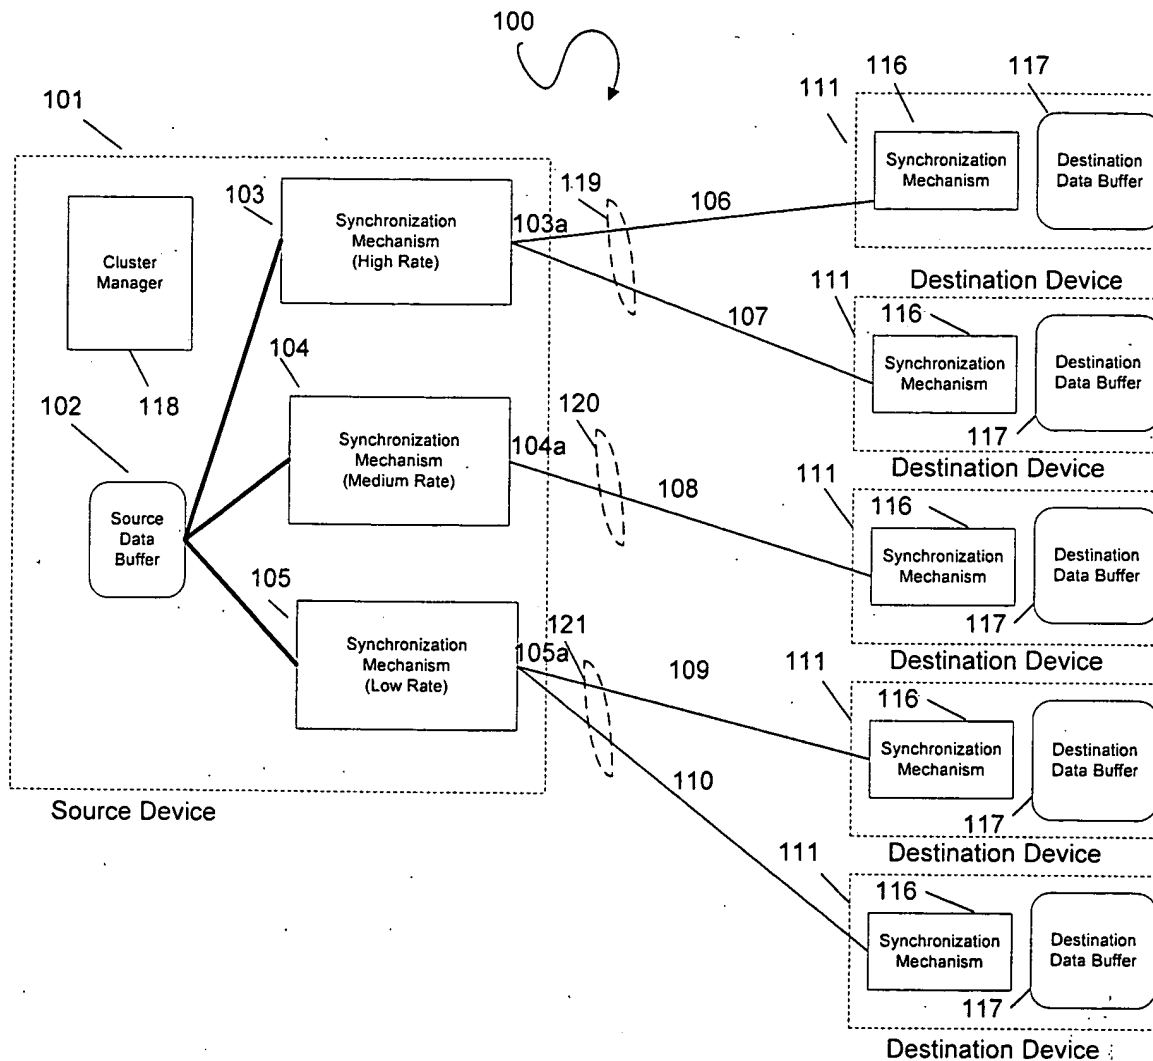 100
101
103
Synchronization
Mechanism
(High Rate)
103a
119
106
107
Cluster
Manager
118
102
Source
Data
Buffer
104
Synchronization
Mechanism
(Medium Rate)
104a
120
108
105
Synchronization
Mechanism
(Low Rate)
105a
121
109
110
Source Device
111
116
117
Synchronization
Mechanism
Destination
Data Buffer
Destination Device
111
116
Synchronization
Mechanism
Destination
Data Buffer
117
Destination Device
111
116
Synchronization
Mechanism
Destination
Data Buffer
117
Destination Device
111
116
Synchronization
Mechanism
Destination
Data Buffer
117
Destination Device
111
116
Synchronization
Mechanism
Destination
Data Buffer
117
Destination Device